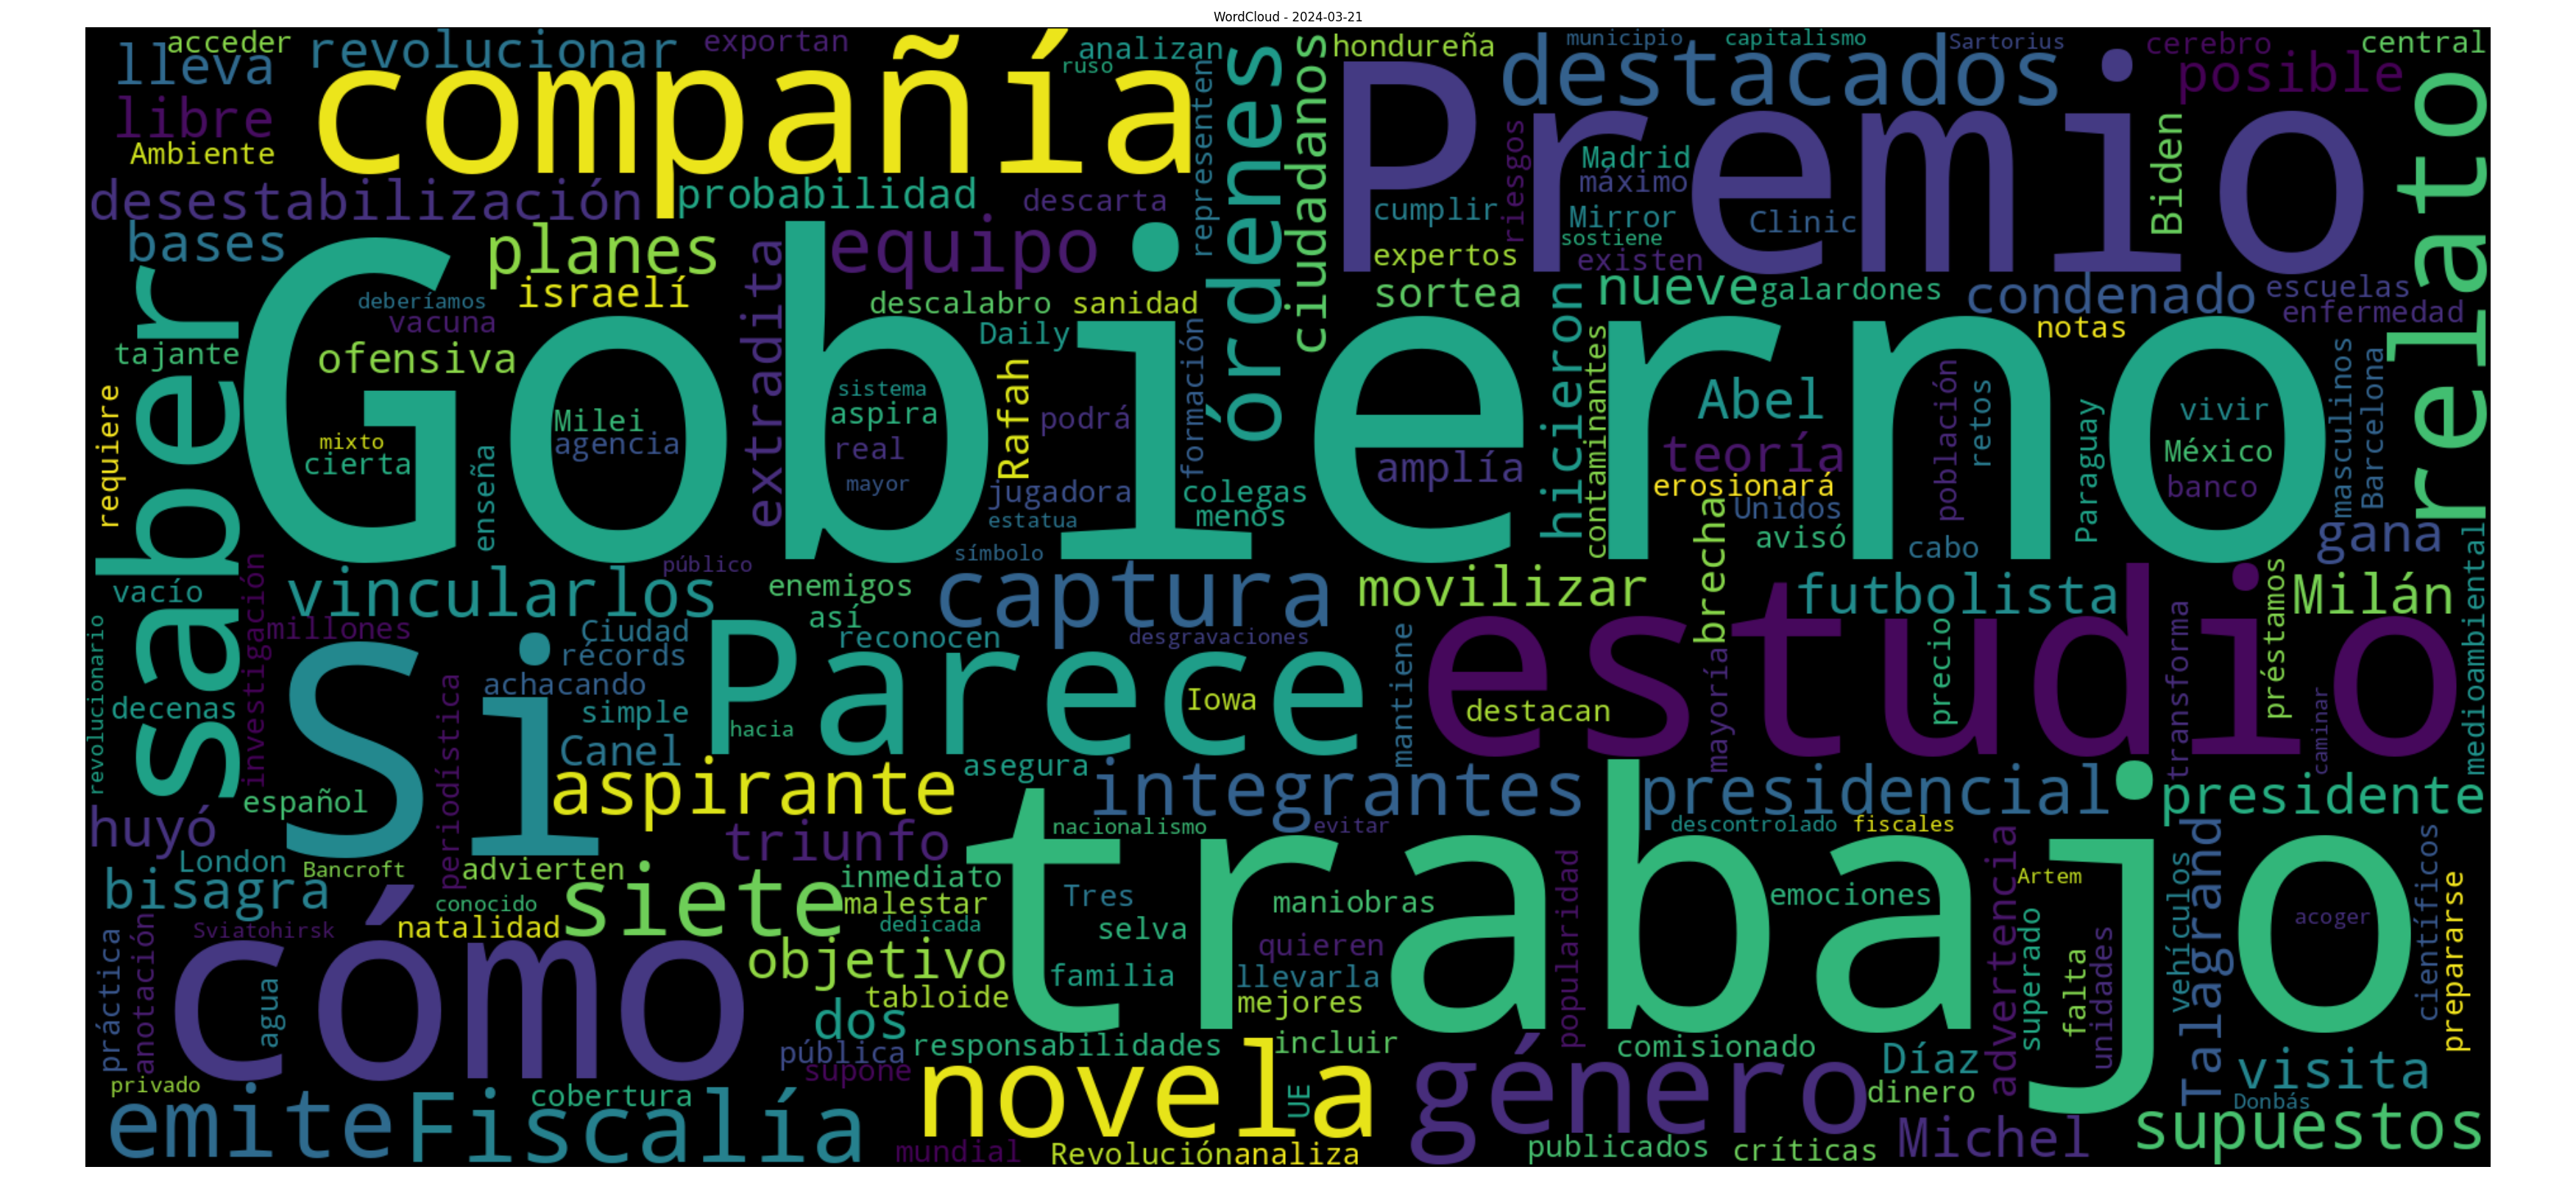 WordCloud - 2024-03-21
acceder
revolucionar
exportan
analizan
hondureña
municipio
capitalismo
Sartorius
cerebro
central
lleva
compañía
ruso
órdenes
ciudadanos
Premio
destacados
posible
libre
representen
riesgos
Madrid
Biden
relato
Ambiente
máximo
desestabilización
probabilidad
descarta
cumplir
Mirror
Clinic
bases
planes
equipo
expertos
sostiene
existen
saber
Gobierno
deberíamos
israelí
extradita
descalabro
sanidad
sortea
nueve
galardones
condenado
escuelas
enfermedad
vacuna
Daily
formación
hicieron
contaminantes
notas
tajante
ofensiva
Rafah
masculinos
Barcelona
requiere
sistema
Abel
población
retos
vivir
Milei
aspira
podrá
Paraguay
mixto
agencia
real
teoría
México
cierta
enseña
mayor
jugadora
colegas
amplía
erosionará
banco
estatua
menos
brecha
Unidos
avisó
cabo
gana
símbolo
público
vacío
vincularlos
enemigos
captura
movilizar
futbolista
préstamos
Milán
medioambiental
revolucionario
investigación
millones
Ciudad
así
reconocen
desgravaciones
récords
Si
Parece
estudio
mantiene
mayoría
precio
transforma
achacando
Iowa
decenas
periodística
simple
hacia
destacan
caminar
Canel
español
aspirante
asegura
integrantes
presidencial
presidente
huyó
triunfo
nacionalismo
evitar
descontrolado
fiscales
London
Bancroft
advierten
inmediato
trabajo
advertencia
Talagrand
científicos
bisagra
conocido
siete
malestar
Tres
maniobras
popularidad
emociones
Artem
vehículos
prepararse
Sviatohirsk
natalidad
dedicada
selva
acoger
práctica
anotación
cómo
objetivo
quieren
superado
unidades
agua
familia
llevarla
falta
tabloide
mejores
dos
pública
responsabilidades
incluir
comisionado
Díaz
privado
supone
visita
emite
Fiscalía
cobertura
novela
UE
género
dinero
Donbás
mundial
Revoluciónanaliza
publicados
críticas
Michel
supuestos